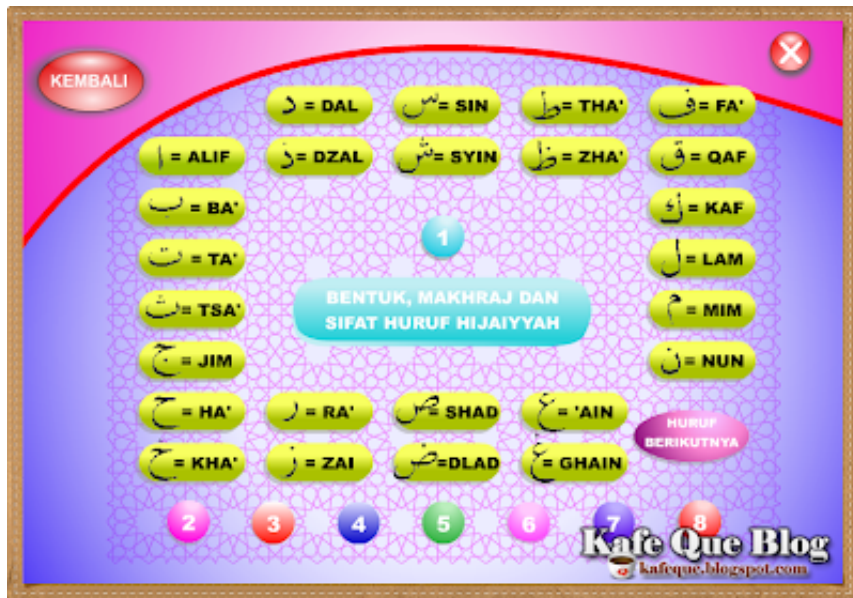 KEMBALI
د = DAL
س = SIN
ط = THA'
ف = FA'
ا = ALIF
ذ = DZAL
ش = SYIN
ظ = ZHA'
ق = QAF
ب = BA'
ك = KAF
1
ت = TA'
ل = LAM
BENTUK, MAKHRAJ DAN
SIFAT HURUF HIJAIYYAH
ث = TSA'
م = MIM
ج = JIM
ن = NUN
ح = HA'
ر = RA'
ص = SHAD
ع = 'AIN
HURUF
BERIKUTNYA
خ = KHA'
ز = ZAI
ض =DLAD
غ = GHAIN
2 3 4 5 6 7 8
Kafe Que Blog
kafeque.blogspot.com